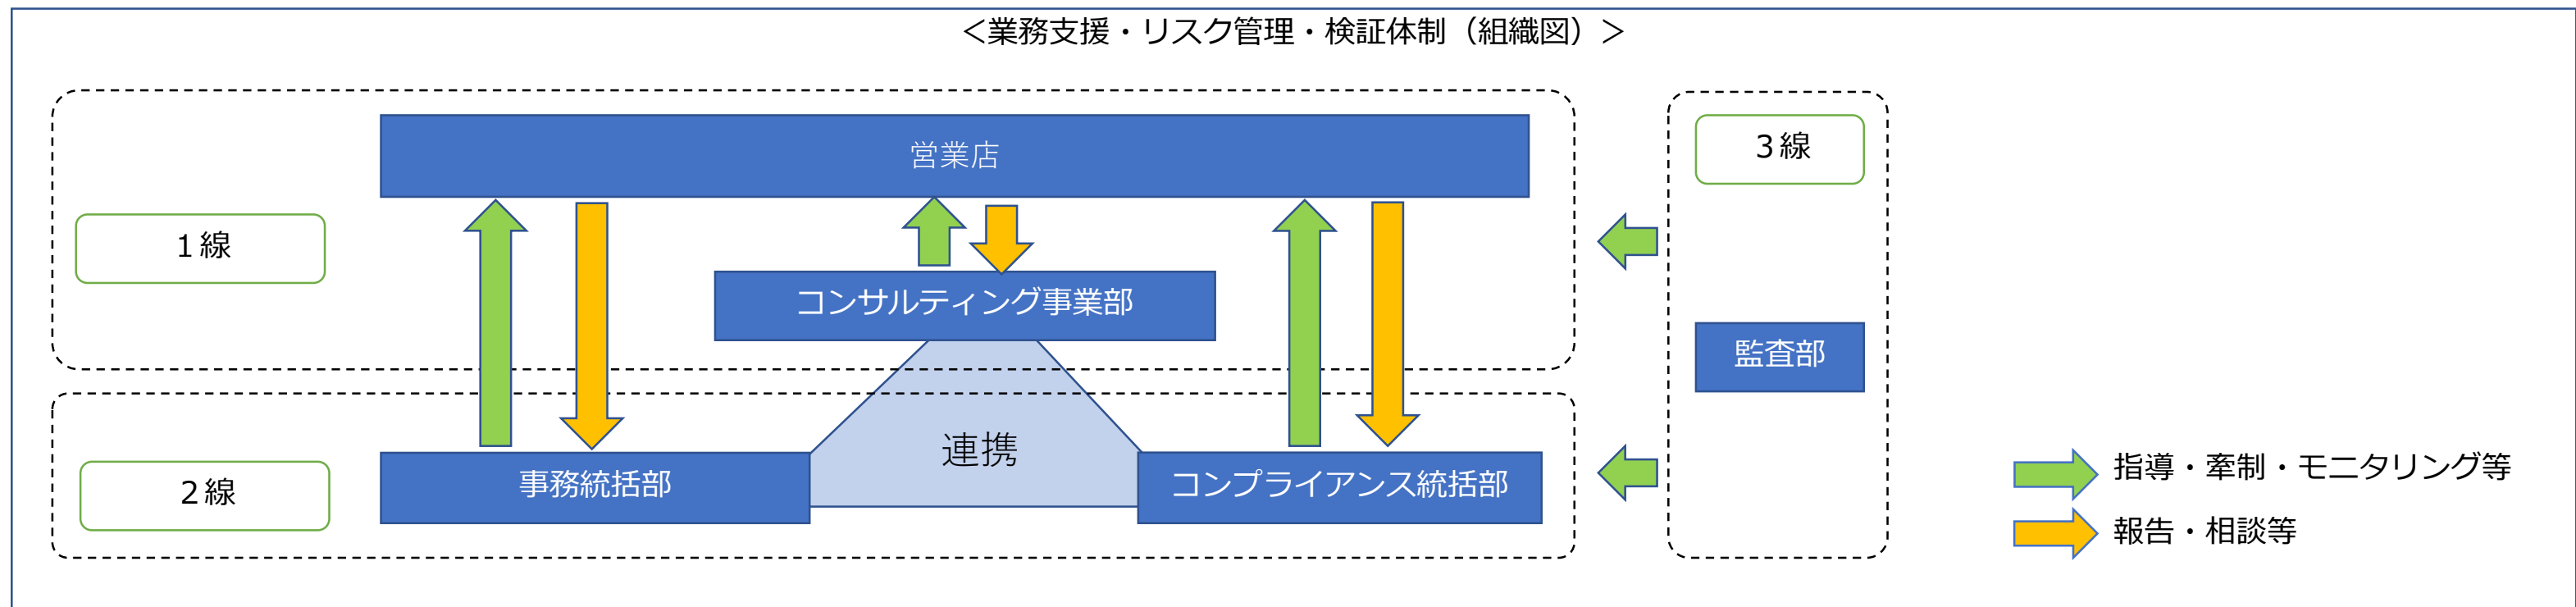 ＜業務支援・リスク管理・検証体制（組織図）＞
営業店
３線
１線
コンサルティング事業部
監査部
連携
２線
事務統括部
コンプライアンス統括部
指導・牽制・モニタリング等
報告・相談等